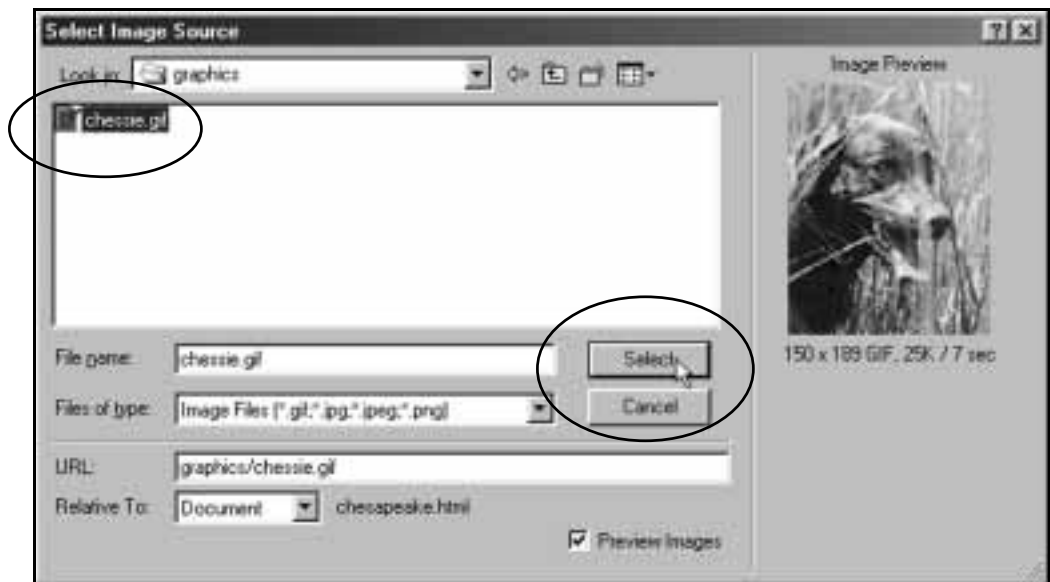 Select Image Source
Look in: graphics
Image Preview
chessie.gif
File name: chessie.gif
Select
150 x 189 GIF, 25K / 7 sec
Files of type: Image Files (*.gif;*.jpg;*.jpeg;*.png)
Cancel
URL: graphics/chessie.gif
Relative To: Document chesapeake.html
Preview Images